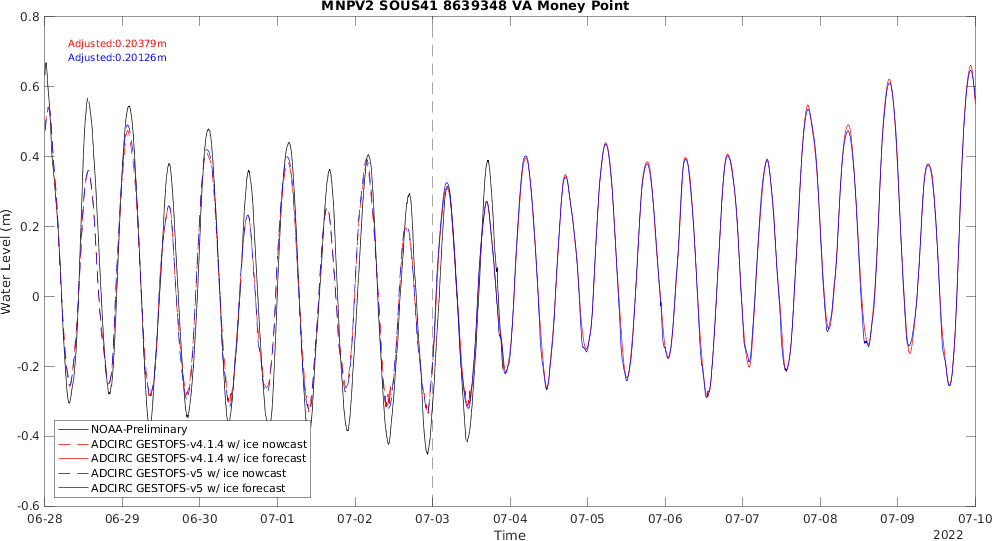 MNPV2 SOUS41 8639348 VA Money Point
0.8
Adjusted:0.20379m
Adjusted:0.20126m
0.6
0.4
0.2
Water Level (m)
0
-0.2
-0.4
NOAA-Preliminary
ADCIRC GESTOFS-v4.1.4 w/ ice nowcast
ADCIRC GESTOFS-v4.1.4 w/ ice forecast
ADCIRC GESTOFS-v5 w/ ice nowcast
ADCIRC GESTOFS-v5 w/ ice forecast
-0.6
06-28 06-29 06-30 07-01 07-02 07-03 07-04 07-05 07-06 07-07 07-08 07-09 07-10
Time
2022